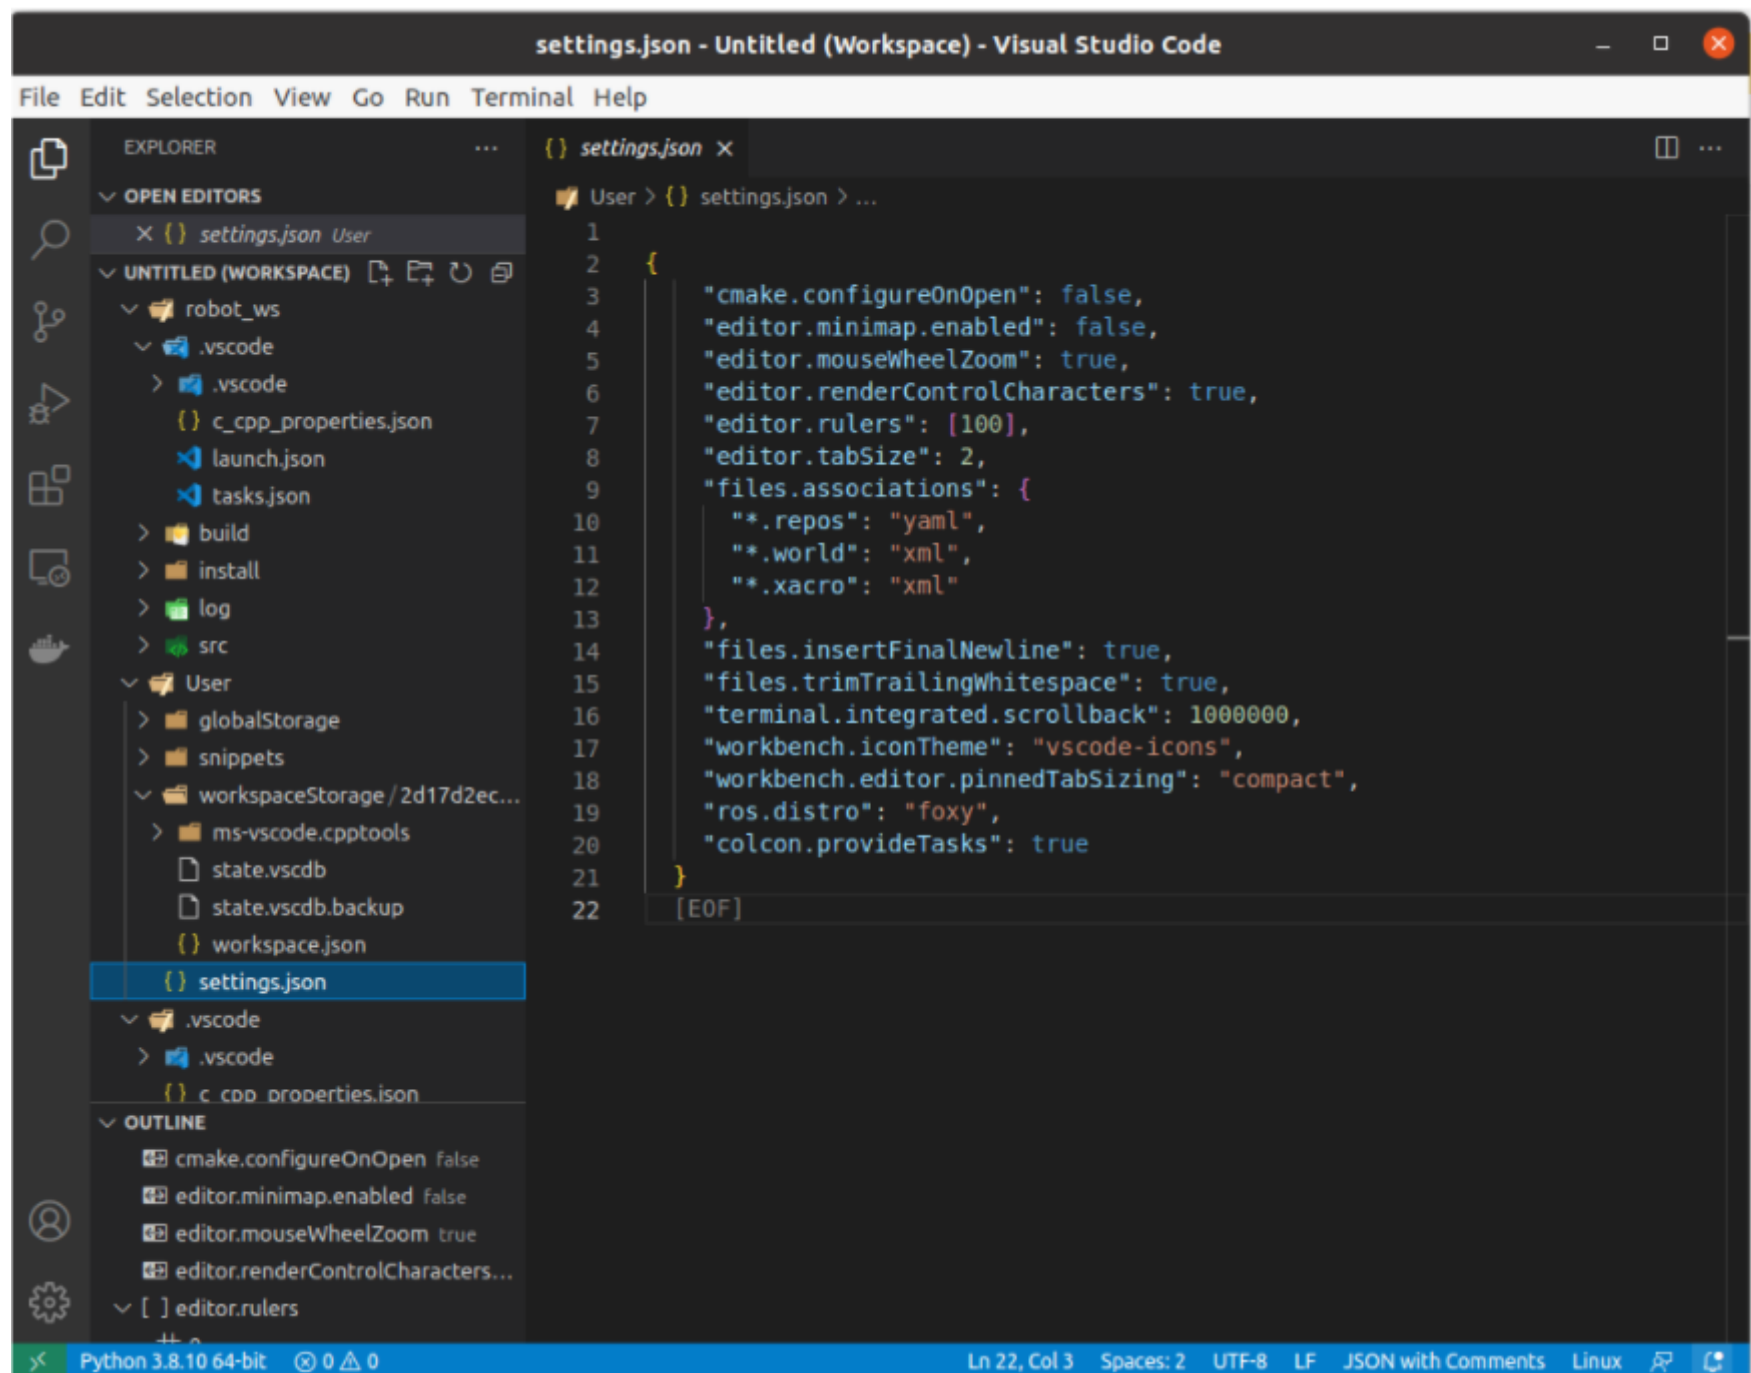 settings.json - Untitled (Workspace) - Visual Studio Code
File Edit Selection View Go Run Terminal Help
EXPLORER
OPEN EDITORS
{} settings.json User
UNTITLED (WORKSPACE)
robot_ws
.vscode
.vscode
{} c_cpp_properties.json
launch.json
tasks.json
build
install
log
src
User
globalStorage
snippets
workspaceStorage/2d17d2ec...
ms-vscode.cpptools
state.vscdb
state.vscdb.backup
{} workspace.json
{} settings.json
.vscode
.vscode
{} c_cpp_properties.json
OUTLINE
cmake.configureOnOpen false
editor.minimap.enabled false
editor.mouseWheelZoom true
editor.renderControlCharacters...
[ ] editor.rulers
{} settings.json
User > {} settings.json > ...
1
2 {
3 "cmake.configureOnOpen": false,
4 "editor.minimap.enabled": false,
5 "editor.mouseWheelZoom": true,
6 "editor.renderControlCharacters": true,
7 "editor.rulers": [100],
8 "editor.tabSize": 2,
9 "files.associations": {
10 "*.repos": "yaml",
11 "*.world": "xml",
12 "*.xacro": "xml"
13 },
14 "files.insertFinalNewline": true,
15 "files.trimTrailingWhitespace": true,
16 "terminal.integrated.scrollback": 1000000,
17 "workbench.iconTheme": "vscode-icons",
18 "workbench.editor.pinnedTabSizing": "compact",
19 "ros.distro": "foxy",
20 "colcon.provideTasks": true
21 }
22 [EOF]
Python 3.8.10 64-bit 0 0 Ln 22, Col 3 Spaces: 2 UTF-8 LF JSON with Comments Linux